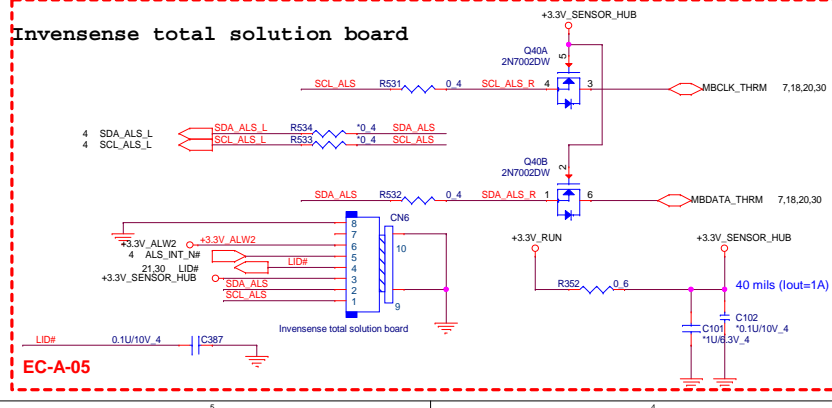 +3.3V_SENSOR_HUB
Invensense total solution board
Q40A
2N7002DW
5
SCL_ALS R531 0_4 SCL_ALS_R 4 3 MBCLK_THRM 7,18,20,30
4 SDA_ALS_L SDA_ALS_L R534 *0_4 SDA_ALS
4 SCL_ALS_L SCL_ALS_L R533 *0_4 SCL_ALS
Q40B
2N7002DW
2
SDA_ALS R532 0_4 SDA_ALS_R 1 6 MBDATA_THRM 7,18,20,30
CN6
8
7
+3.3V_ALW2 +3.3V_ALW2 6 10
4 ALS_INT_N# 5
21,30 LID# LID# 4
+3.3V_SENSOR_HUB 3
SDA_ALS 2
SCL_ALS 1 9
Invensense total solution board
+3.3V_RUN +3.3V_SENSOR_HUB
R352 0_6 40 mils (Iout=1A)
C102
*0.1U/10V_4
C101
*1U/6.3V_4
LID# 0.1U/10V_4 C387
EC-A-05
5 4